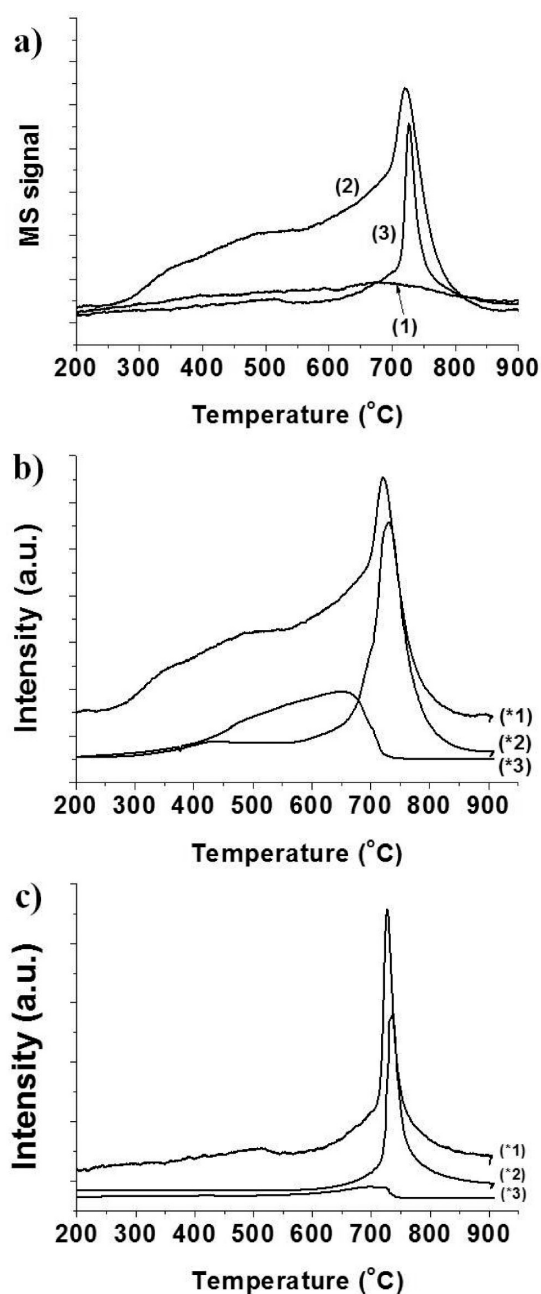 a)
MS signal
(2)
(3)
(1)
200 300 400 500 600 700 800 900
Temperature (°C)
b)
Intensity (a.u.)
(*1)
(*2)
(*3)
200 300 400 500 600 700 800 900
Temperature (°C)
c)
Intensity (a.u.)
(*1)
(*2)
(*3)
200 300 400 500 600 700 800 900
Temperature (°C)